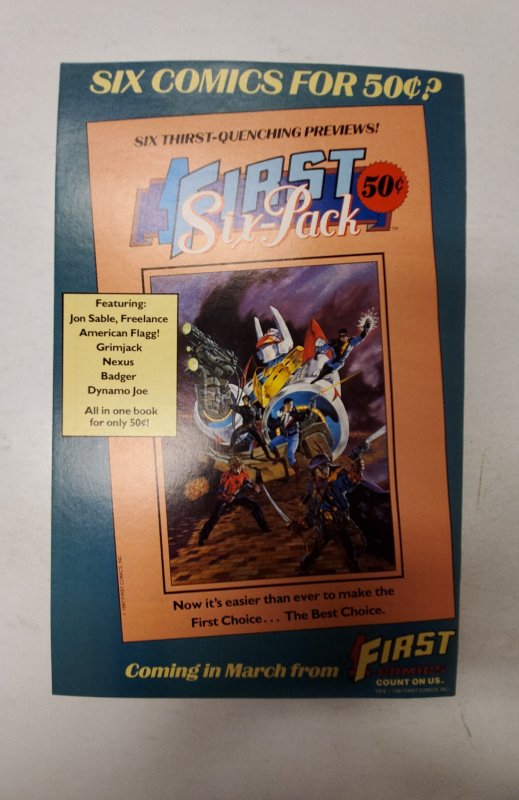 SIX COMICS FOR 50¢?
SIX THIRST-QUENCHING PREVIEWS!
FIRST
Six-Pack
50¢
TM
Featuring:
Jon Sable, Freelance
American Flagg!
Grimjack
Nexus
Badger
Dynamo Joe
All in one book
for only 50¢!
Now it's easier than ever to make the
First Choice... The Best Choice.
Coming in March from
FIRST
COMICS
COUNT ON US.